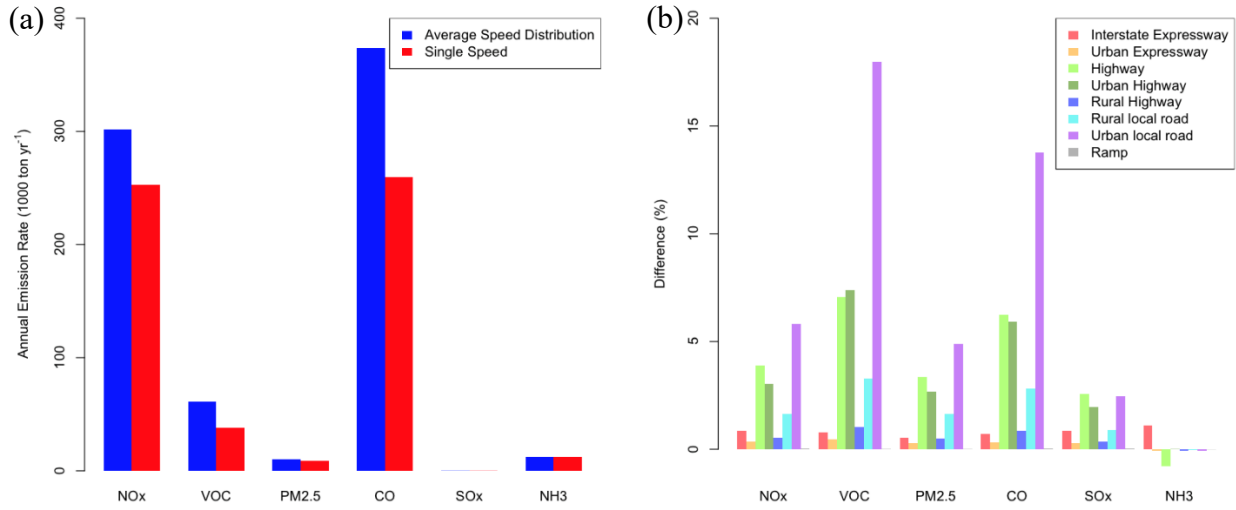 (a)
Annual Emission Rate (1000 ton yr⁻¹)
400
300
200
100
0
Average Speed Distribution
Single Speed
NOx VOC PM2.5 CO SOx NH3
(b)
Difference (%)
20
15
10
5
0
Interstate Expressway
Urban Expressway
Highway
Urban Highway
Rural Highway
Rural local road
Urban local road
Ramp
NOx VOC PM2.5 CO SOx NH3